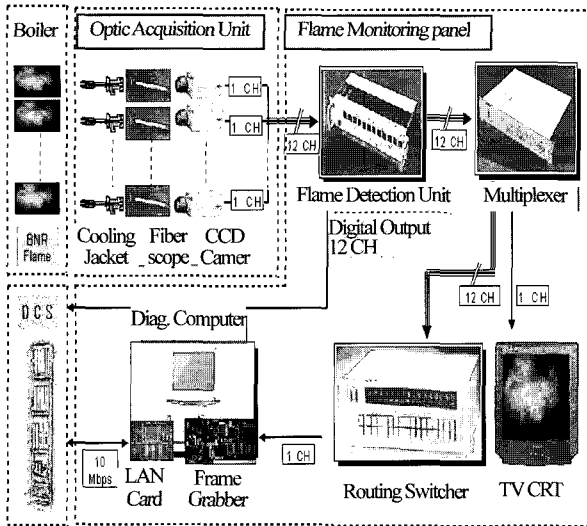 Boiler
Optic Acquisition Unit
Flame Monitoring panel
1 CH
1 CH
1 CH
12 CH
12 CH
Flame Detection Unit
Multiplexer
BNR
Flame
Cooling
Jacket
Fiber
scope
CCD
Camer
Digital Output
12 CH
DCS
Diag. Computer
12 CH
1 CH
10
Mbps
LAN
Card
Frame
Grabber
1 CH
Routing Switcher
TV CRT